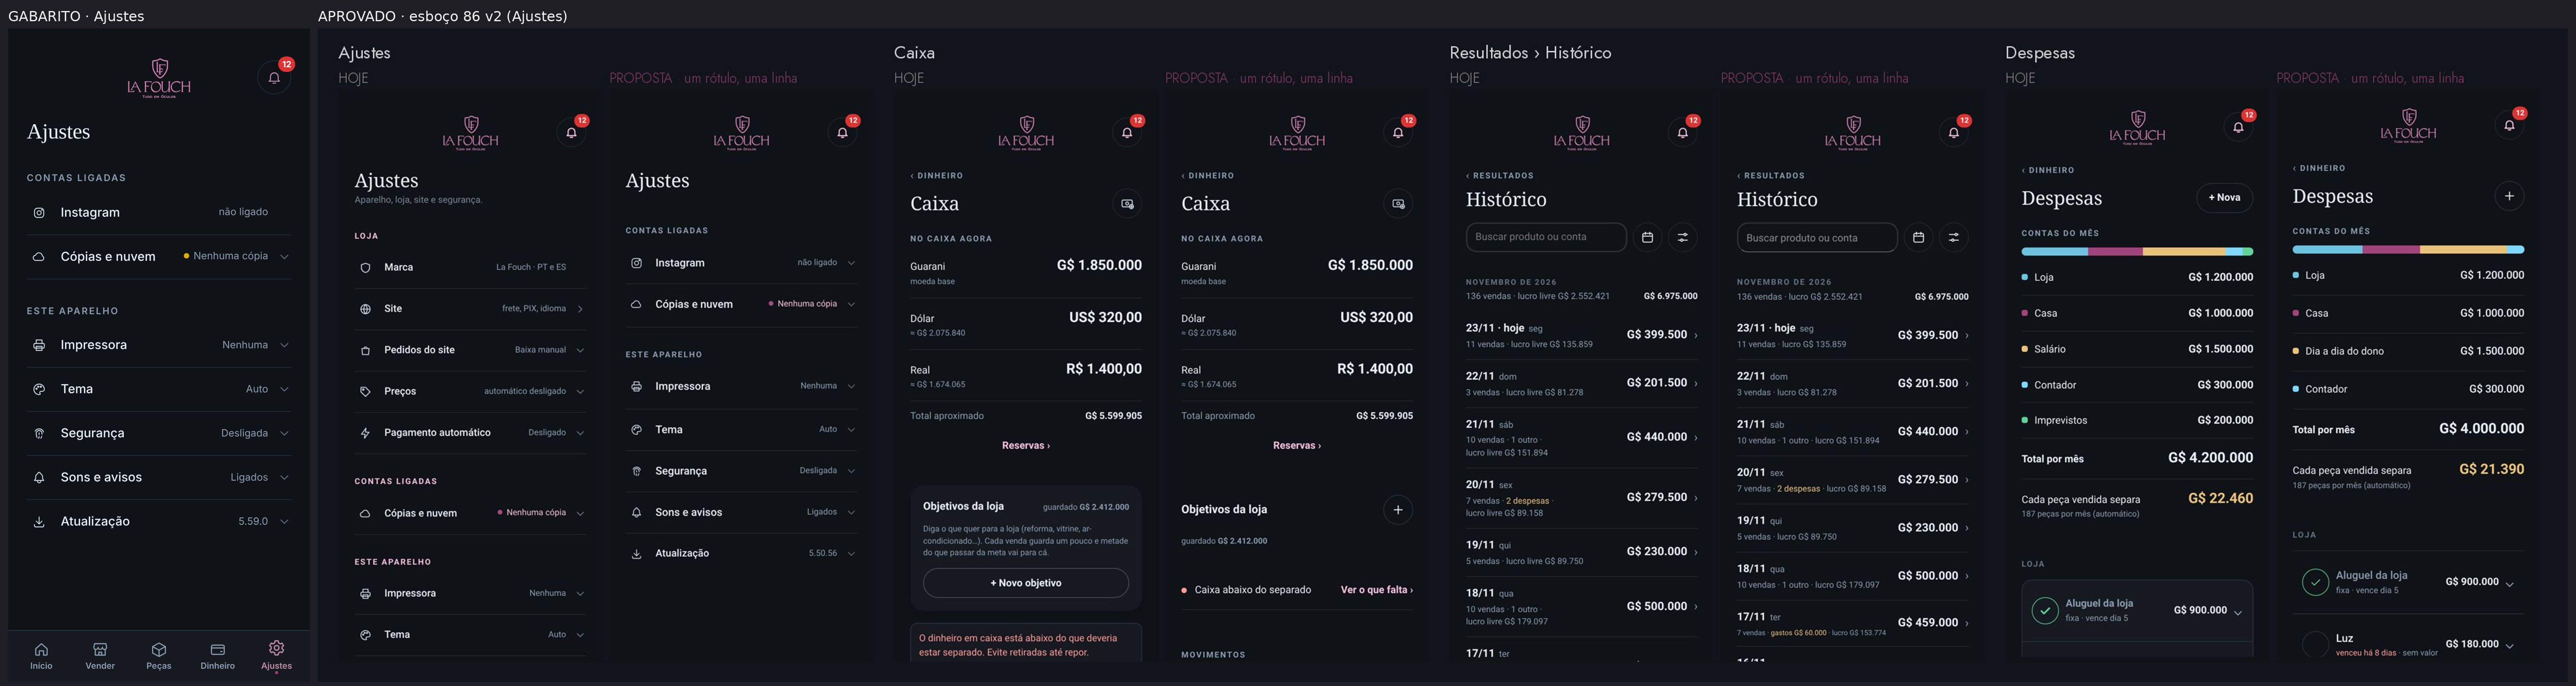 GABARITO · Ajustes
LA FOUCH
12
Ajustes
CONTAS LIGADAS
Instagram não ligado
Cópias e nuvem Nenhuma cópia
ESTE APARELHO
Impressora Nenhuma
Tema Auto
Segurança Desligada
Sons e avisos Ligados
Atualização 5.59.0
Início Vender Peças Dinheiro Ajustes
APROVADO · esboço 86 v2 (Ajustes)
Ajustes
HOJE
LA FOUCH
12
Ajustes
Aparelho, loja, site e segurança.
LOJA
Marca La Fouch · PT e ES
Site frete, PIX, idioma
Pedidos do site Baixa manual
Preços automático desligado
Pagamento automático Desligado
CONTAS LIGADAS
Cópias e nuvem Nenhuma cópia
ESTE APARELHO
Impressora Nenhuma
Tema Auto
PROPOSTA · um rótulo, uma linha
LA FOUCH
12
Ajustes
CONTAS LIGADAS
Instagram não ligado
Cópias e nuvem Nenhuma cópia
ESTE APARELHO
Impressora Nenhuma
Tema Auto
Segurança Desligada
Sons e avisos Ligados
Atualização 5.50.56
Caixa
HOJE
LA FOUCH
12
‹ DINHEIRO
Caixa
NO CAIXA AGORA
Guarani G$ 1.850.000
moeda base
Dólar US$ 320,00
≈ G$ 2.075.840
Real R$ 1.400,00
≈ G$ 1.674.065
Total aproximado G$ 5.599.905
Reservas ›
Objetivos da loja guardado G$ 2.412.000
Diga o que quer para a loja (reforma, vitrine, ar-
condicionado...). Cada venda guarda um pouco e metade
do que passar da meta vai para cá.
+ Novo objetivo
O dinheiro em caixa está abaixo do que deveria
estar separado. Evite retiradas até repor.
PROPOSTA · um rótulo, uma linha
LA FOUCH
12
‹ DINHEIRO
Caixa
NO CAIXA AGORA
Guarani G$ 1.850.000
moeda base
Dólar US$ 320,00
≈ G$ 2.075.840
Real R$ 1.400,00
≈ G$ 1.674.065
Total aproximado G$ 5.599.905
Reservas ›
Objetivos da loja +
guardado G$ 2.412.000
Caixa abaixo do separado Ver o que falta ›
MOVIMENTOS
Resultados › Histórico
HOJE
LA FOUCH
12
‹ RESULTADOS
Histórico
Buscar produto ou conta
NOVEMBRO DE 2026
136 vendas · lucro livre G$ 2.552.421 G$ 6.975.000
23/11 · hoje seg G$ 399.500 ›
11 vendas · lucro livre G$ 135.859
22/11 dom G$ 201.500 ›
3 vendas · lucro livre G$ 81.278
21/11 sáb G$ 440.000 ›
10 vendas · 1 outro ·
lucro livre G$ 151.894
20/11 sex G$ 279.500 ›
7 vendas · 2 despesas ·
lucro livre G$ 89.158
19/11 qui G$ 230.000 ›
5 vendas · lucro livre G$ 89.750
18/11 qua G$ 500.000 ›
10 vendas · 1 outro ·
lucro livre G$ 179.097
17/11 ter
PROPOSTA · um rótulo, uma linha
LA FOUCH
12
‹ RESULTADOS
Histórico
Buscar produto ou conta
NOVEMBRO DE 2026
136 vendas · lucro livre G$ 2.552.421 G$ 6.975.000
23/11 · hoje seg G$ 399.500 ›
11 vendas · lucro G$ 135.859
22/11 dom G$ 201.500 ›
3 vendas · lucro G$ 81.278
21/11 sáb G$ 440.000 ›
10 vendas · 1 outro · lucro G$ 151.894
20/11 sex G$ 279.500 ›
7 vendas · 2 despesas · lucro G$ 89.158
19/11 qui G$ 230.000 ›
5 vendas · lucro G$ 89.750
18/11 qua G$ 500.000 ›
10 vendas · 1 outro · lucro G$ 179.097
17/11 ter G$ 459.000 ›
7 vendas · gastos G$ 60.000 · lucro G$ 153.774
Despesas
HOJE
LA FOUCH
12
‹ DINHEIRO
Despesas + Nova
CONTAS DO MÊS
Loja G$ 1.200.000
Casa G$ 1.000.000
Salário G$ 1.500.000
Contador G$ 300.000
Imprevistos G$ 200.000
Total por mês G$ 4.200.000
Cada peça vendida separa G$ 22.460
187 peças por mês (automático)
LOJA
Aluguel da loja G$ 900.000
fixa · vence dia 5
PROPOSTA · um rótulo, uma linha
LA FOUCH
12
‹ DINHEIRO
Despesas +
CONTAS DO MÊS
Loja G$ 1.200.000
Casa G$ 1.000.000
Dia a dia do dono G$ 1.500.000
Contador G$ 300.000
Total por mês G$ 4.000.000
Cada peça vendida separa G$ 21.390
187 peças por mês (automático)
LOJA
Aluguel da loja G$ 900.000
fixa · vence dia 5
Luz G$ 180.000
venceu há 8 dias · sem valor